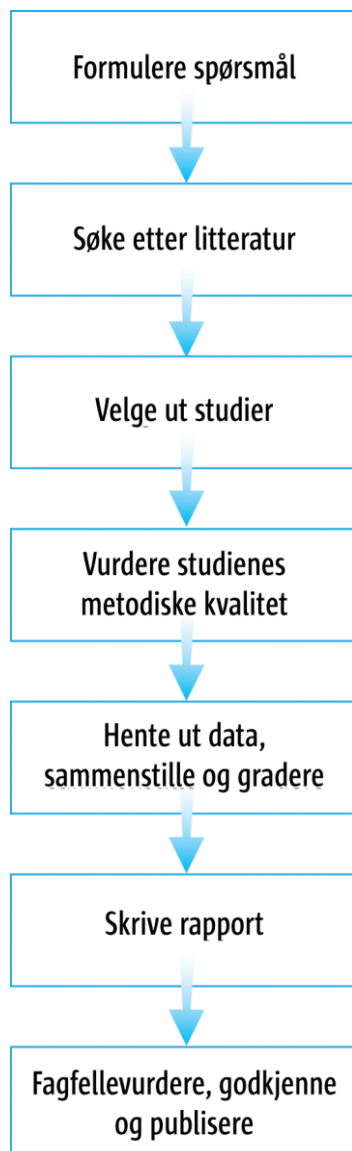 Formulere spørsmål
Søke etter litteratur
Velge ut studier
Vurdere studienes
metodiske kvalitet
Hente ut data,
sammenstille og gradere
Skrive rapport
Fagfellevurdere, godkjenne
og publisere